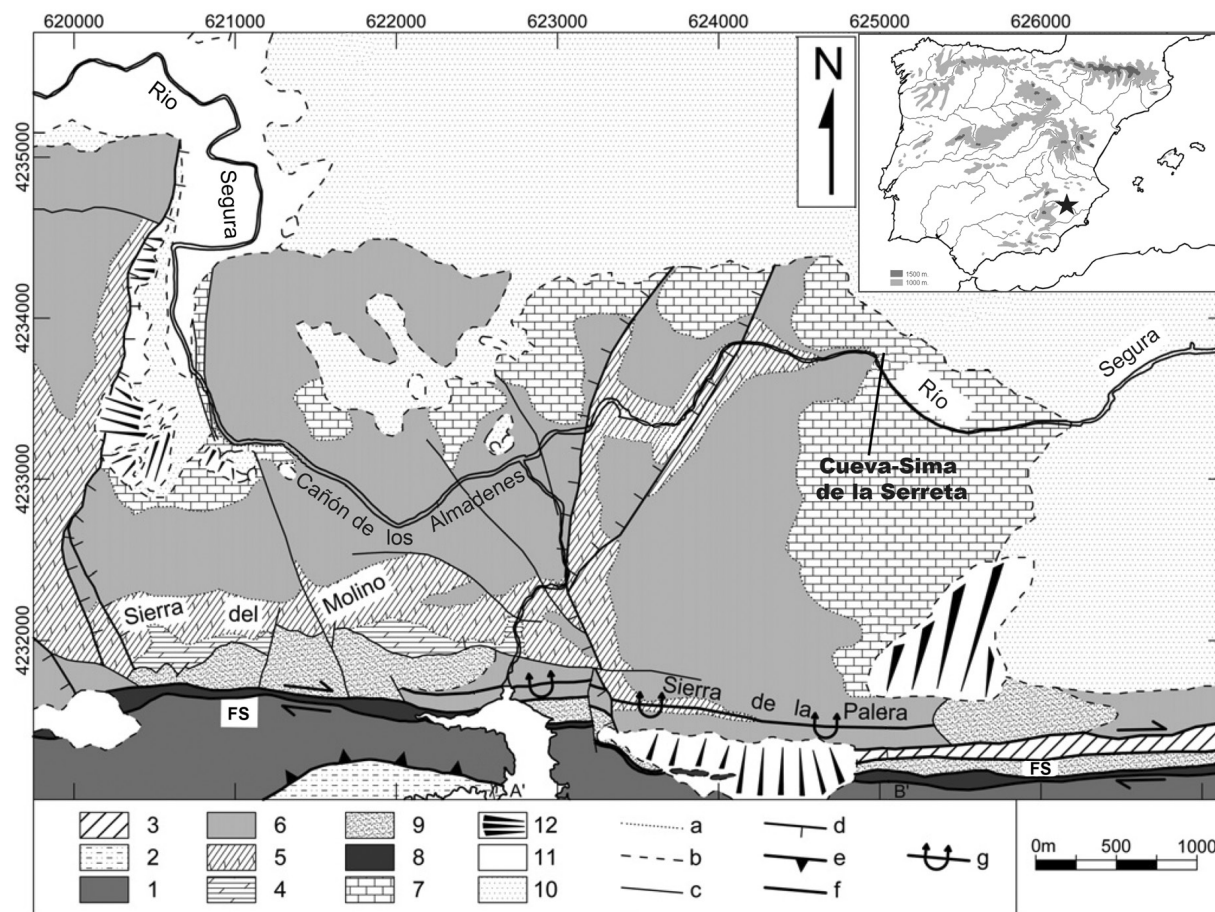 620000 621000 622000 623000 624000 625000 626000
4235000
4234000
4233000
4232000
Río
Segura
N
1500 m.
1000 m.
Segura
Río
Cueva-Sima
de la Serreta
Cañón de los Almadenes
Sierra del Molino
Sierra de la Palera
FS
FS
A' B'
3 6 9 12 a d
2 5 8 11 b e g
1 4 7 10 c f
0m 500 1000